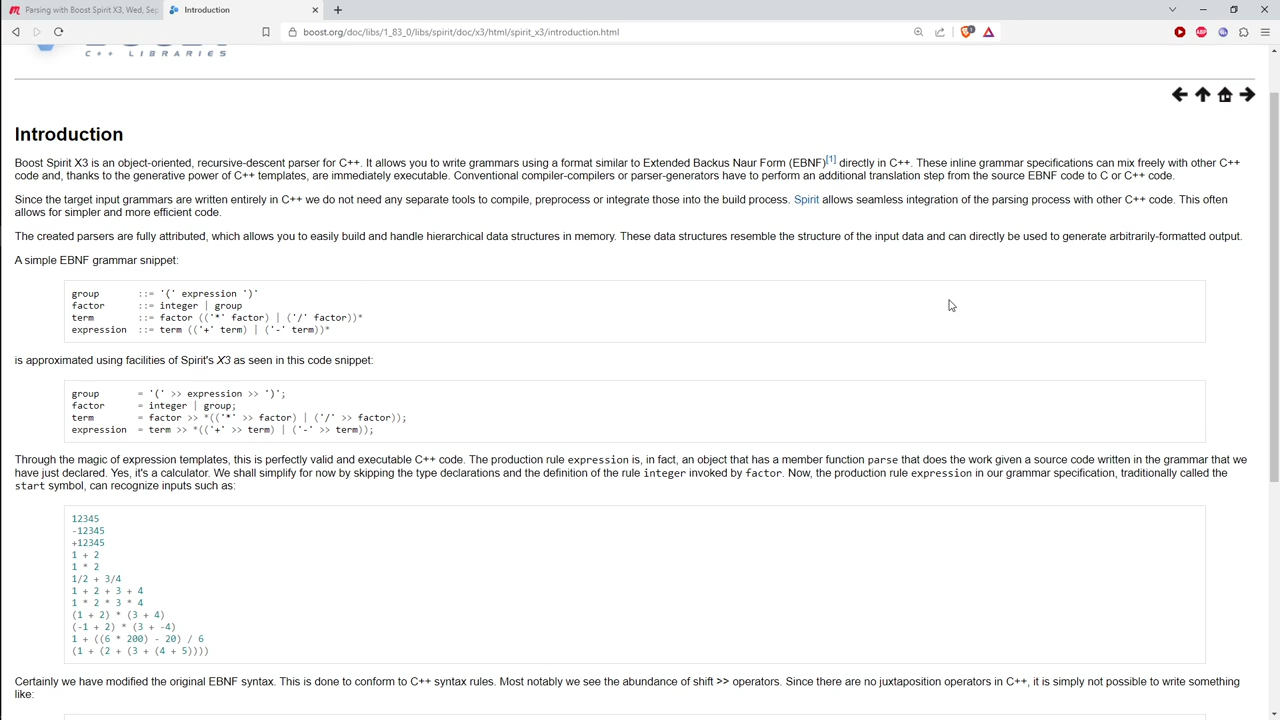 Parsing with Boost Spirit X3, Wed, Sep
Introduction
boost.org/doc/libs/1_83_0/libs/spirit/doc/x3/html/spirit_x3/introduction.html
C++ LIBRARIES
Introduction
Boost Spirit X3 is an object-oriented, recursive-descent parser for C++. It allows you to write grammars using a format similar to Extended Backus Naur Form (EBNF)[1] directly in C++. These inline grammar specifications can mix freely with other C++
code and, thanks to the generative power of C++ templates, are immediately executable. Conventional compiler-compilers or parser-generators have to perform an additional translation step from the source EBNF code to C or C++ code.
Since the target input grammars are written entirely in C++ we do not need any separate tools to compile, preprocess or integrate those into the build process. Spirit allows seamless integration of the parsing process with other C++ code. This often
allows for simpler and more efficient code.
The created parsers are fully attributed, which allows you to easily build and handle hierarchical data structures in memory. These data structures resemble the structure of the input data and can directly be used to generate arbitrarily-formatted output.
A simple EBNF grammar snippet:
group ::= '(' expression ')'
factor ::= integer | group
term ::= factor (('*' factor) | ('/' factor))*
expression ::= term (('+' term) | ('-' term))*
is approximated using facilities of Spirit's X3 as seen in this code snippet:
group = '(' >> expression >> ')';
factor = integer | group;
term = factor >> *(('*' >> factor) | ('/' >> factor));
expression = term >> *(('+' >> term) | ('-' >> term));
Through the magic of expression templates, this is perfectly valid and executable C++ code. The production rule expression is, in fact, an object that has a member function parse that does the work given a source code written in the grammar that we
have just declared. Yes, it's a calculator. We shall simplify for now by skipping the type declarations and the definition of the rule integer invoked by factor. Now, the production rule expression in our grammar specification, traditionally called the
start symbol, can recognize inputs such as:
12345
-12345
+12345
1 + 2
1 * 2
1/2 + 3/4
1 + 2 + 3 + 4
1 * 2 * 3 * 4
(1 + 2) * (3 + 4)
(-1 + 2) * (3 + -4)
1 + ((6 * 200) - 20) / 6
(1 + (2 + (3 + (4 + 5))))
Certainly we have modified the original EBNF syntax. This is done to conform to C++ syntax rules. Most notably we see the abundance of shift >> operators. Since there are no juxtaposition operators in C++, it is simply not possible to write something
like: